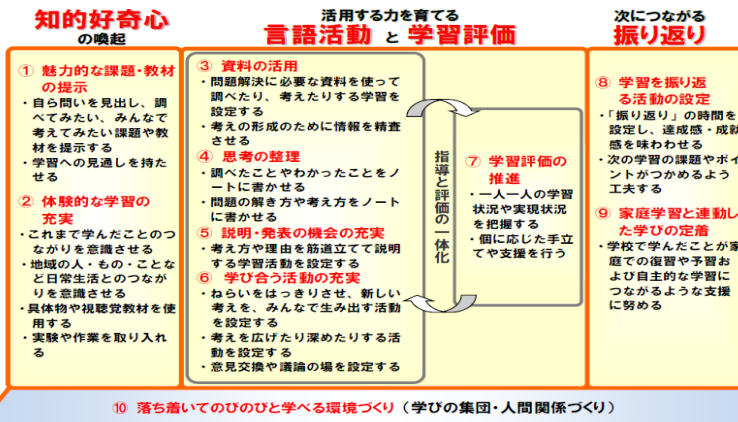 知的好奇心
の喚起
① 魅力的な課題・教材
の提示
・自ら問いを見出し、調
べてみたい、みんなで
考えてみたい課題や教
材を提示する
・学習への見通しを持た
せる
② 体験的な学習の
充実
・これまで学んだことのつ
ながりを意識させる
・地域の人・もの・ことな
ど日常生活とのつなが
りを意識させる
・具体物や視聴覚教材を使
用する
・実験や作業を取り入れ
る
活用する力を育てる
言語活動 と 学習評価
③ 資料の活用
・問題解決に必要な資料を使って
調べたり、考えたりする学習を
設定する
・考えの形成のために情報を精査
させる
④ 思考の整理
・調べたことやわかったことをノ
ートに書かせる
・問題の解き方や考え方をノート
に書かせる
⑤ 説明・発表の機会の充実
・考え方や理由を筋道立てて説明
する学習活動を設定する
⑥ 学び合う活動の充実
・ねらいをはっきりさせ、新しい
考えを、みんなで生み出す活動
を設定する
・考えを広げたり深めたりする活
動を設定する
・意見交換や議論の場を設定する
指導と評価の一体化
⑦ 学習評価の
推進
・一人一人の学習
状況や実現状況
を把握する
・個に応じた手立
てや支援を行う
次につながる
振り返り
⑧ 学習を振り返
る活動の設定
・「振り返り」の時間を
設定し、達成感・成就
感を味わわせる
・次の学習の課題やポイ
ントがつかめるよう
工夫する
⑨ 家庭学習と連動し
た学びの定着
・学校で学んだことが家
庭での復習や予習お
よび自主的な学習に
つながるような支援
に努める
⑩ 落ち着いてのびのびと学べる環境づくり（学びの集団・人間関係づくり）